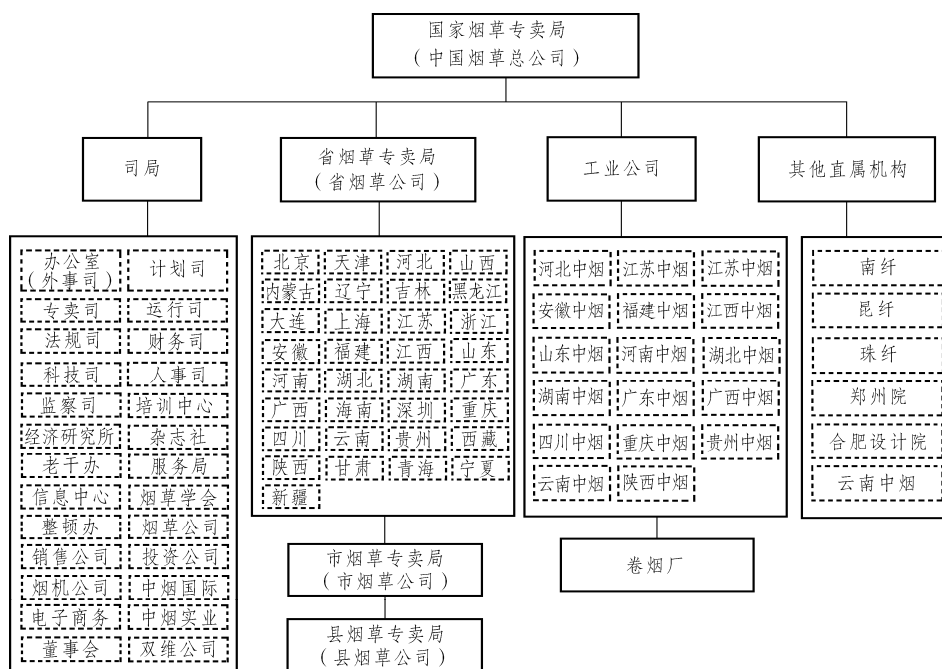 国家烟草专卖局
(中国烟草总公司)
司局
省烟草专卖局
(省烟草公司)
工业公司
其他直属机构
办公室
(外事司)
计划司
专卖司
运行司
法规司
财务司
科技司
人事司
监察司
培训中心
经济研究所
杂志社
老干办
服务局
信息中心
烟草学会
整顿办
烟草公司
销售公司
投资公司
烟机公司
中烟国际
电子商务
中烟实业
董事会
双维公司
北京
天津
河北
山西
内蒙古
辽宁
吉林
黑龙江
大连
上海
江苏
浙江
安徽
福建
江西
山东
河南
湖北
湖南
广东
广西
海南
深圳
重庆
四川
云南
贵州
西藏
陕西
甘肃
青海
宁夏
新疆
市烟草专卖局
(市烟草公司)
县烟草专卖局
(县烟草公司)
河北中烟
江苏中烟
江苏中烟
安徽中烟
福建中烟
江西中烟
山东中烟
河南中烟
湖北中烟
湖南中烟
广东中烟
广西中烟
四川中烟
重庆中烟
贵州中烟
云南中烟
陕西中烟
卷烟厂
南纤
昆纤
珠纤
郑州院
合肥设计院
云南中烟